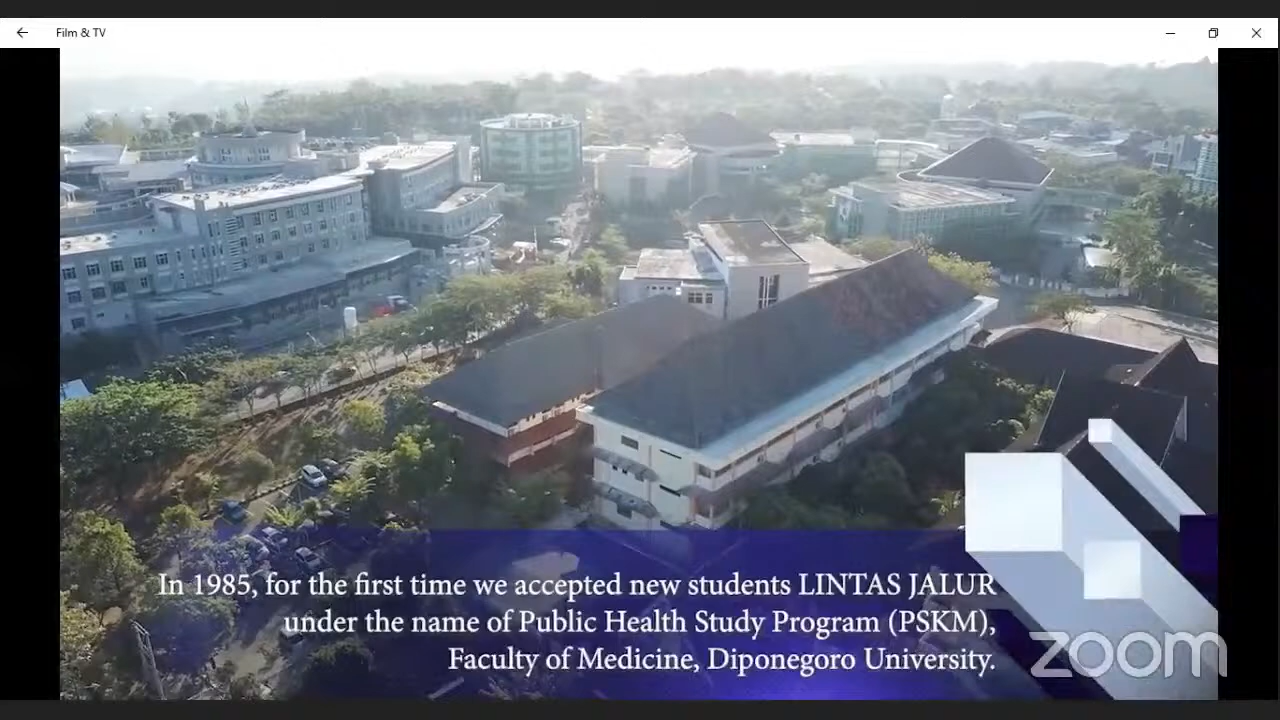 Film & TV
In 1985, for the first time we accepted new students LINTAS JALUR
under the name of Public Health Study Program (PSKM),
Faculty of Medicine, Diponegoro University.
zoom